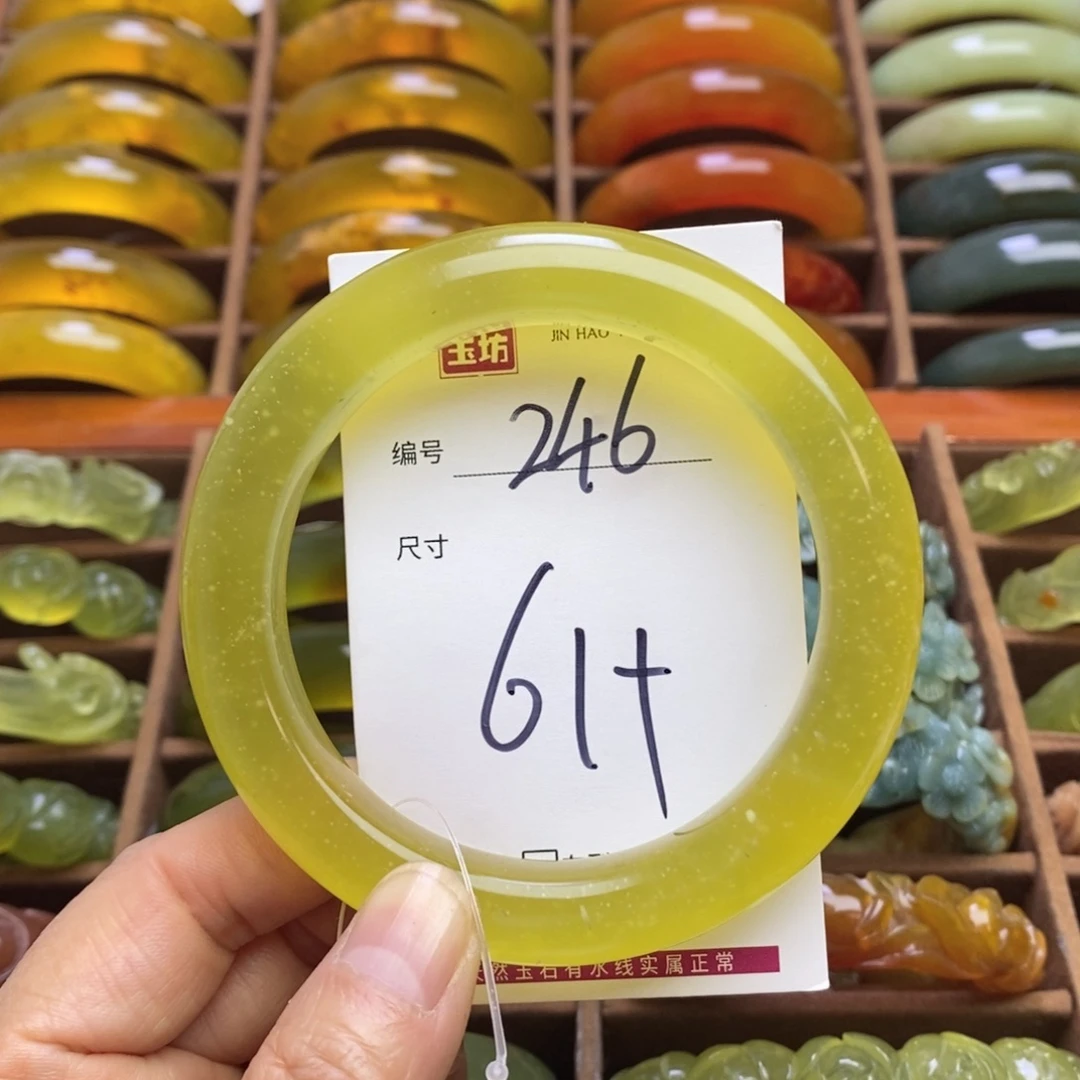 玉坊
JIN HAO
编号 246
尺寸
61+
然玉石有水线实属正常